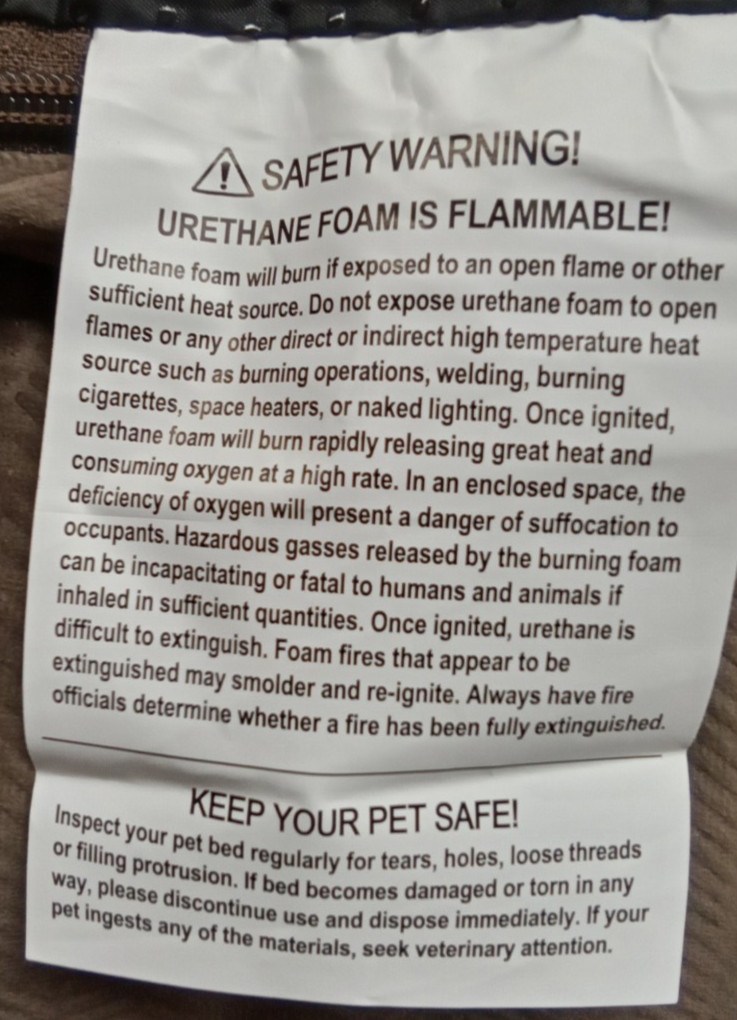 SAFETY WARNING!
URETHANE FOAM IS FLAMMABLE!
Urethane foam will burn if exposed to an open flame or other
sufficient heat source. Do not expose urethane foam to open
flames or any other direct or indirect high temperature heat
source such as burning operations, welding, burning
cigarettes, space heaters, or naked lighting. Once ignited,
urethane foam will burn rapidly releasing great heat and
consuming oxygen at a high rate. In an enclosed space, the
deficiency of oxygen will present a danger of suffocation to
occupants. Hazardous gasses released by the burning foam
can be incapacitating or fatal to humans and animals if
inhaled in sufficient quantities. Once ignited, urethane is
difficult to extinguish. Foam fires that appear to be
extinguished may smolder and re-ignite. Always have fire
officials determine whether a fire has been fully extinguished.
KEEP YOUR PET SAFE!
Inspect your pet bed regularly for tears, holes, loose threads
or filling protrusion. If bed becomes damaged or torn in any
way, please discontinue use and dispose immediately. If your
pet ingests any of the materials, seek veterinary attention.